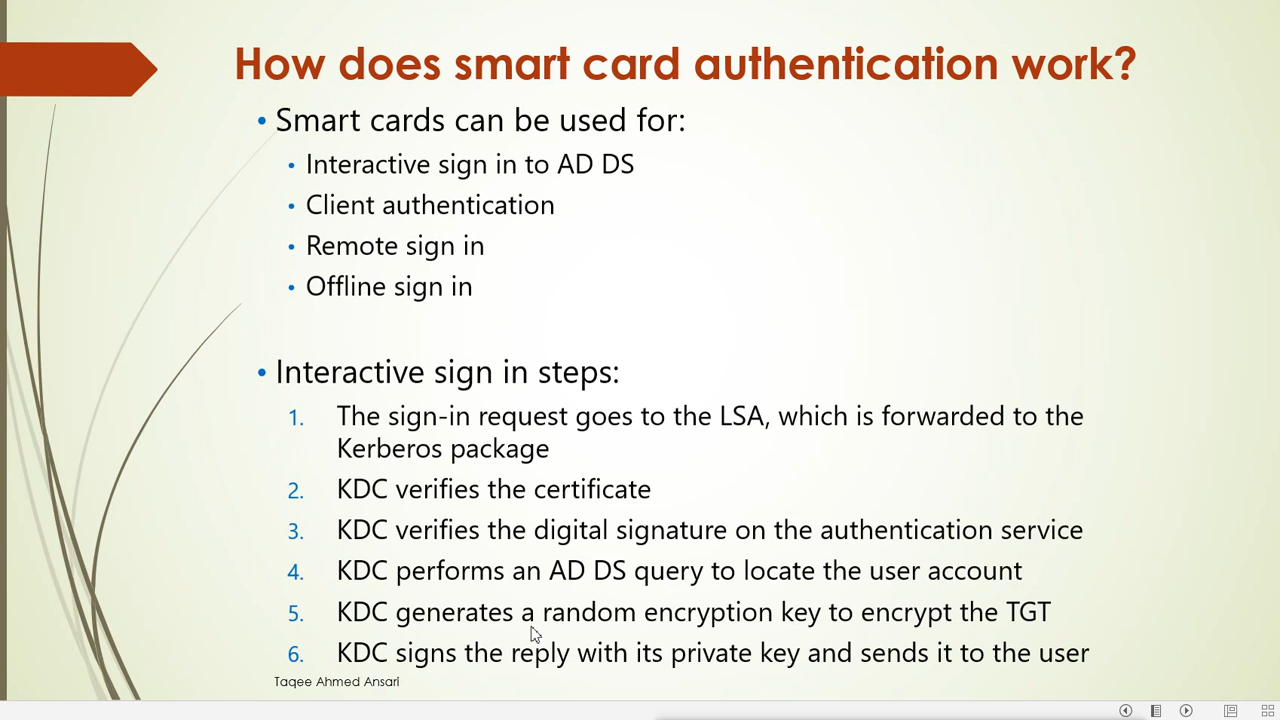 How does smart card authentication work?
• Smart cards can be used for:
• Interactive sign in to AD DS
• Client authentication
• Remote sign in
• Offline sign in
• Interactive sign in steps:
1. The sign-in request goes to the LSA, which is forwarded to the
Kerberos package
2. KDC verifies the certificate
3. KDC verifies the digital signature on the authentication service
4. KDC performs an AD DS query to locate the user account
5. KDC generates a random encryption key to encrypt the TGT
6. KDC signs the reply with its private key and sends it to the user
Taqee Ahmed Ansari